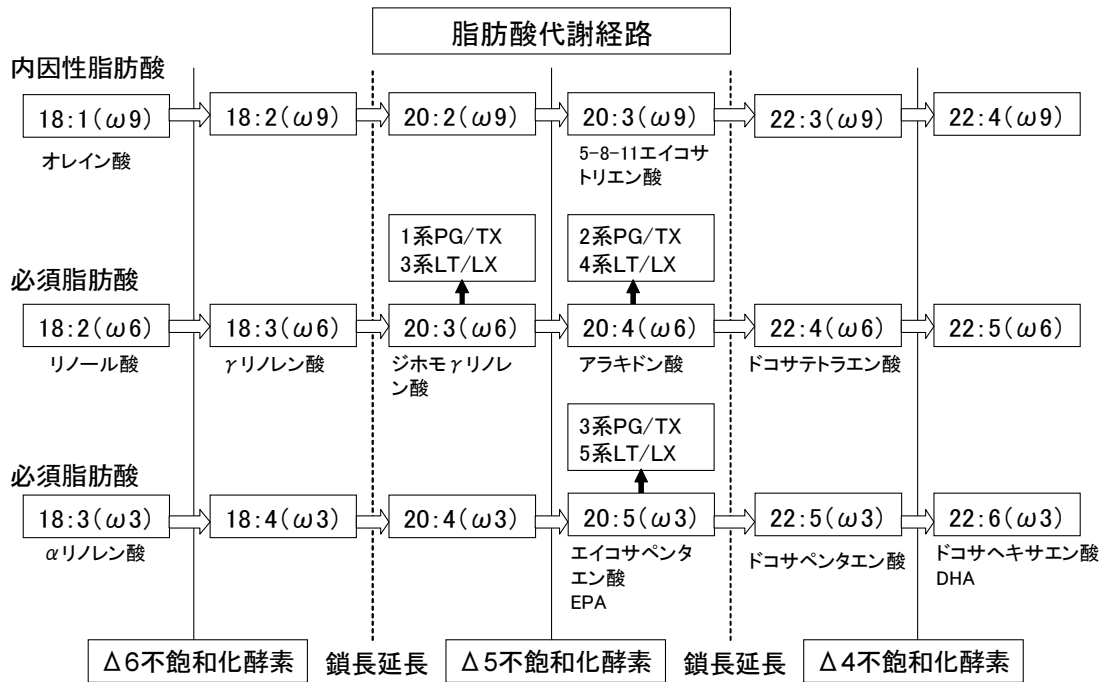 脂肪酸代謝経路
内因性脂肪酸
18:1(ω9)
18:2(ω9)
20:2(ω9)
20:3(ω9)
22:3(ω9)
22:4(ω9)
オレイン酸
5-8-11エイコサ
トリエン酸
1系PG/TX
3系LT/LX
2系PG/TX
4系LT/LX
必須脂肪酸
18:2(ω6)
18:3(ω6)
20:3(ω6)
20:4(ω6)
22:4(ω6)
22:5(ω6)
リノール酸
γリノレン酸
ジホモγリノレ
ン酸
アラキドン酸
ドコサテトラエン酸
3系PG/TX
5系LT/LX
必須脂肪酸
18:3(ω3)
18:4(ω3)
20:4(ω3)
20:5(ω3)
22:5(ω3)
22:6(ω3)
αリノレン酸
エイコサペンタ
エン酸
EPA
ドコサペンタエン酸
ドコサヘキサエン酸
DHA
Δ6不飽和化酵素
鎖長延長
Δ5不飽和化酵素
鎖長延長
Δ4不飽和化酵素